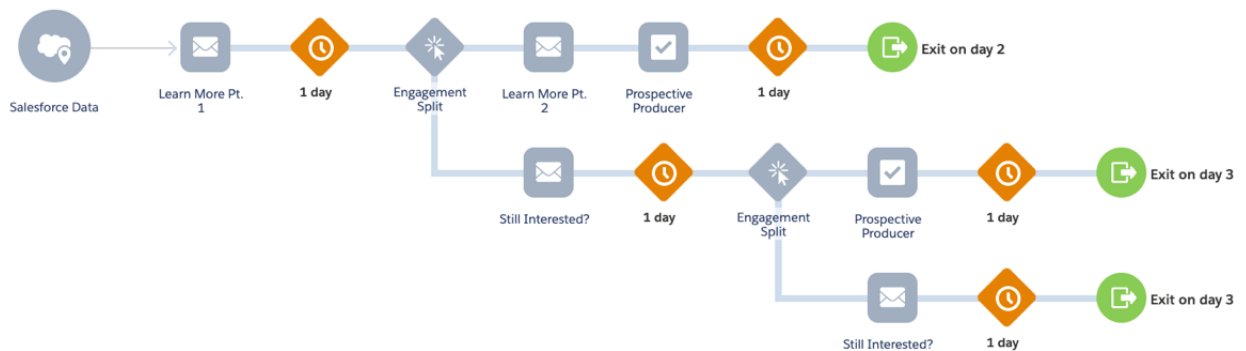 Exit on day 2
Salesforce Data
Learn More Pt.
1
1 day
Engagement
Split
Learn More Pt.
2
Prospective
Producer
1 day
Exit on day 3
Still Interested?
1 day
Engagement
Split
Prospective
Producer
1 day
Exit on day 3
Still Interested?
1 day